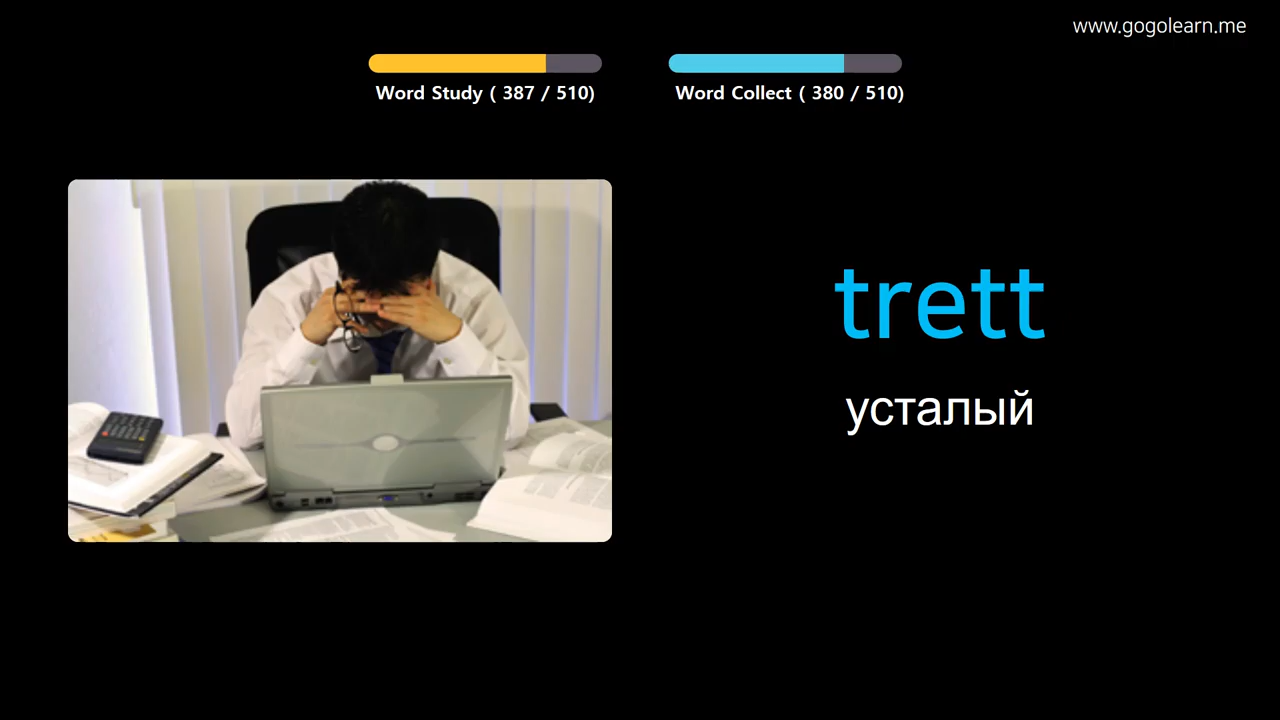 www.gogolearn.me
Word Study ( 387 / 510)
Word Collect ( 380 / 510)
trett
усталый